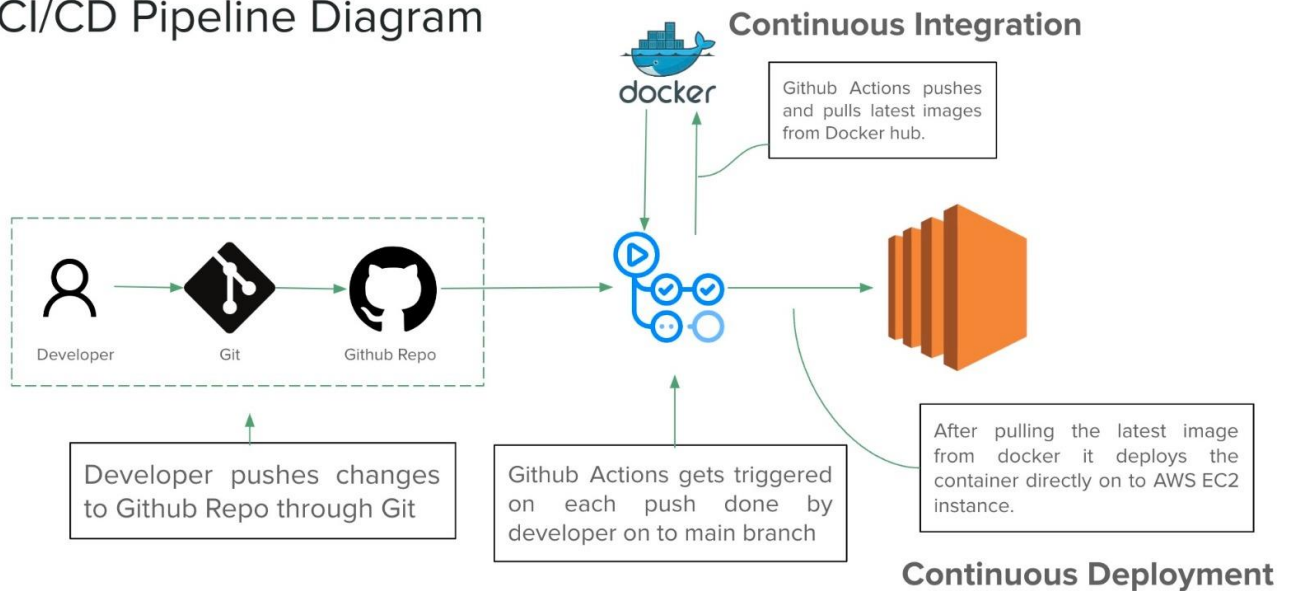 CI/CD Pipeline Diagram
docker
Continuous Integration
Github Actions pushes
and pulls latest images
from Docker hub.
Developer
Git
Github Repo
Developer pushes changes
to Github Repo through Git
Github Actions gets triggered
on each push done by
developer on to main branch
After pulling the latest image
from docker it deploys the
container directly on to AWS EC2
instance.
Continuous Deployment